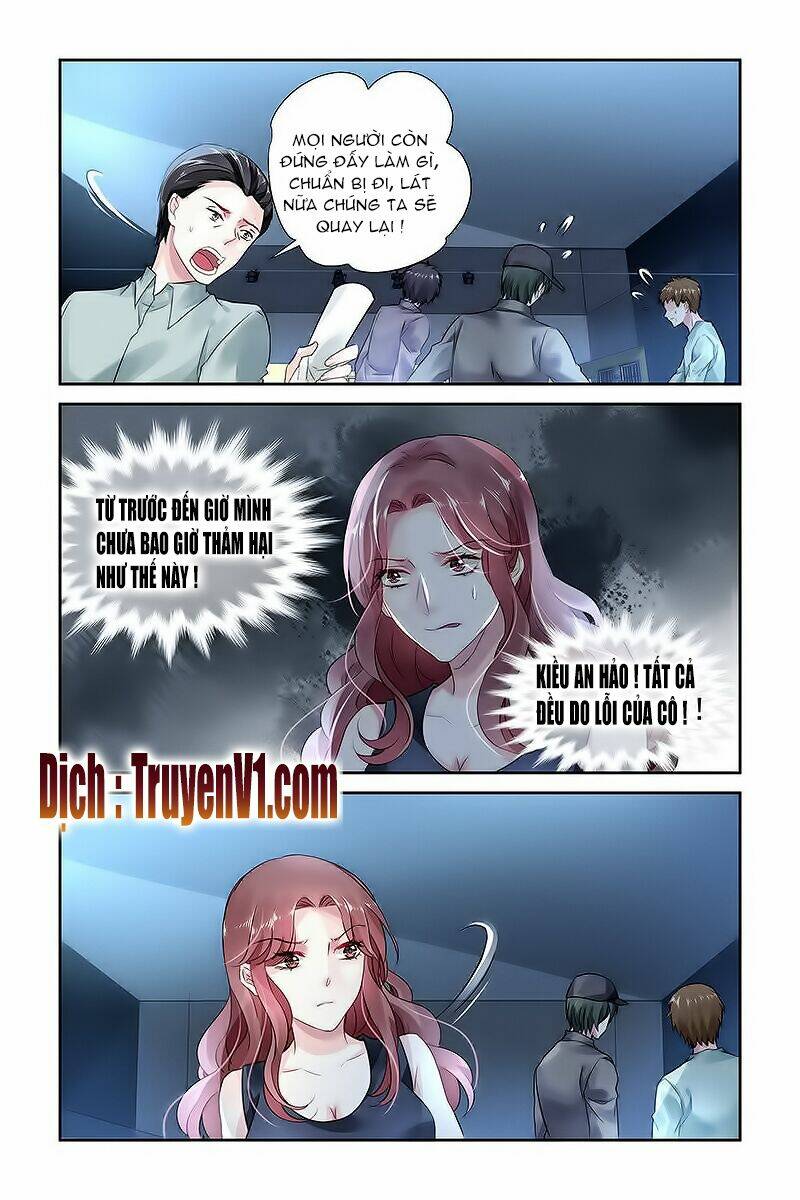 MỌI NGƯỜI CÒN
ĐỨNG ĐẤY LÀM GÌ,
CHUẨN BỊ ĐI, LÁT
NỮA CHÚNG TA SẼ
QUAY LẠI !
TỪ TRƯỚC ĐẾN GIỜ MÌNH
CHƯA BAO GIỜ THẢM HẠI
NHƯ THẾ NÀY !
KIỀU AN HẢO ! TẤT CẢ
ĐỀU DO LỖI CỦA CÔ ! !
Dịch : TruyenV1.com